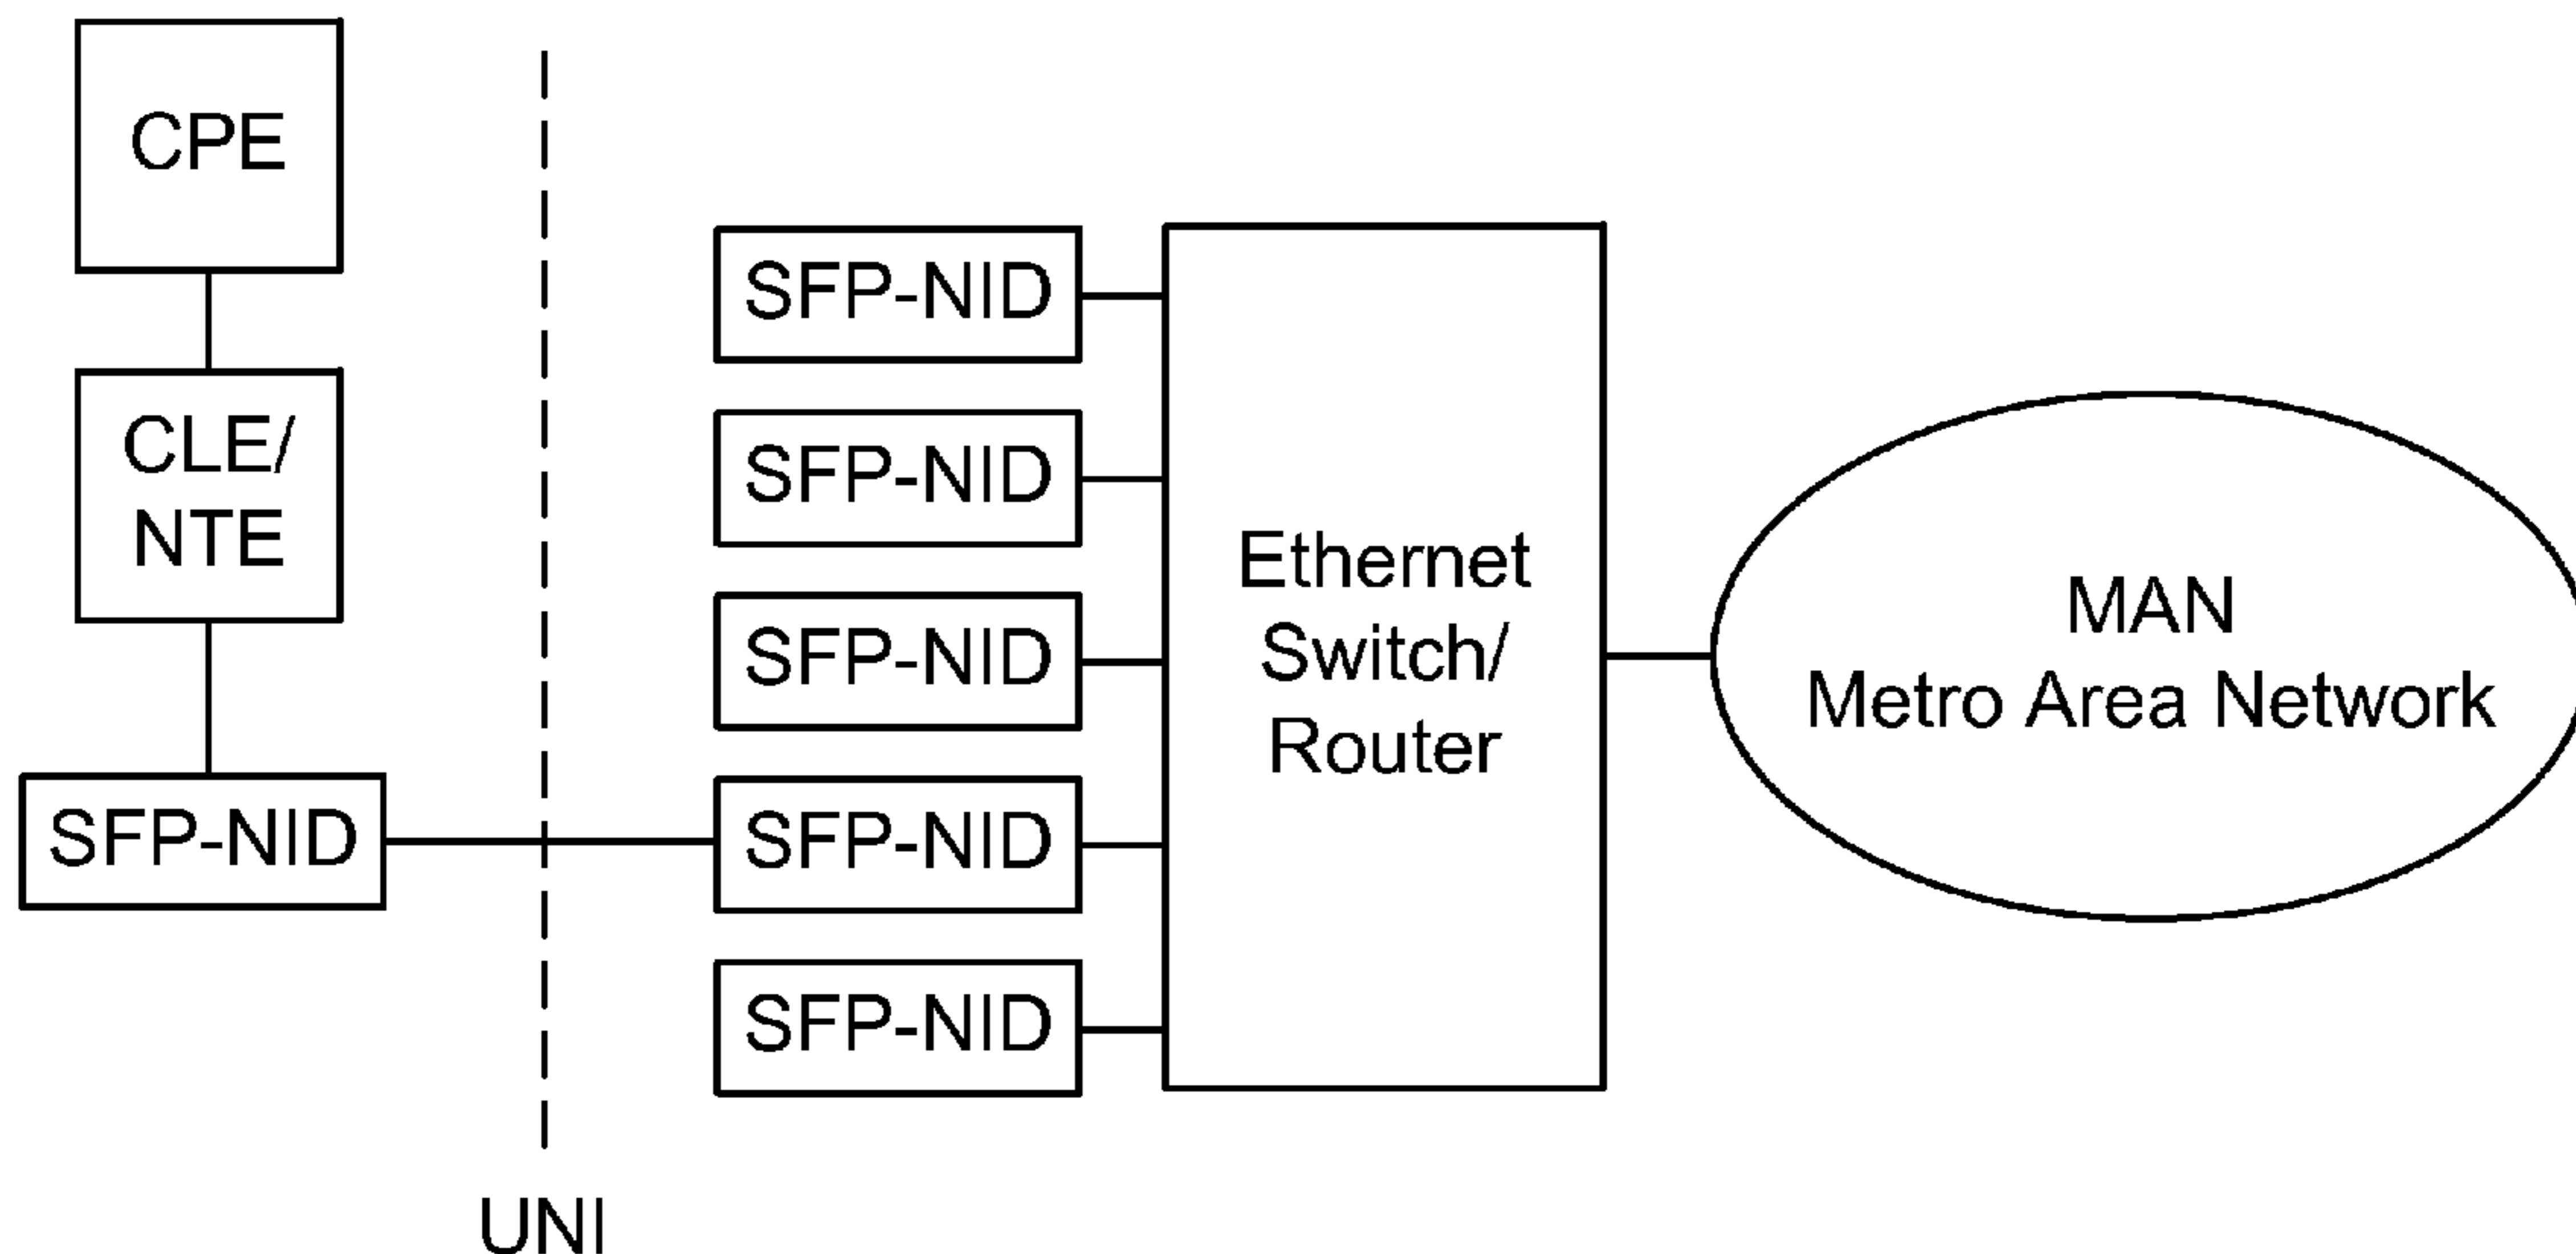 CPE
CLE/
NTE
SFP-NID
UNI
SFP-NID
SFP-NID
SFP-NID
SFP-NID
SFP-NID
Ethernet
Switch/
Router
MAN
Metro Area Network